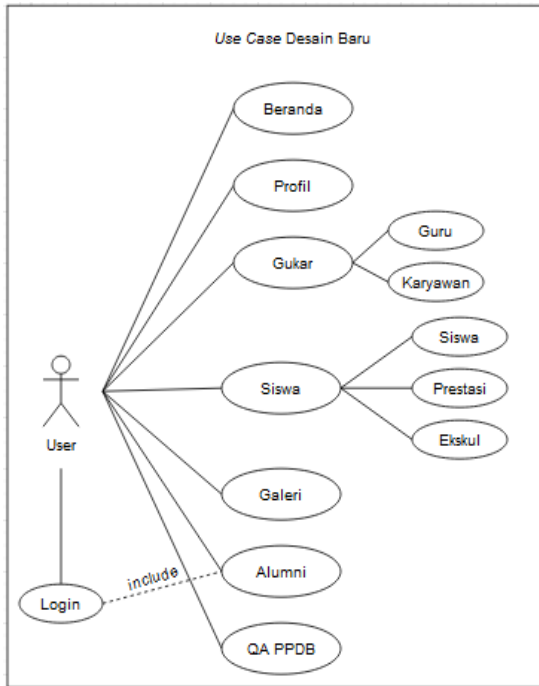 Use Case Desain Baru
Beranda
Profil
Gukar
Guru
Karyawan
Siswa
Siswa
Prestasi
Ekskul
User
Galeri
Alumni
include
Login
QA PPDB